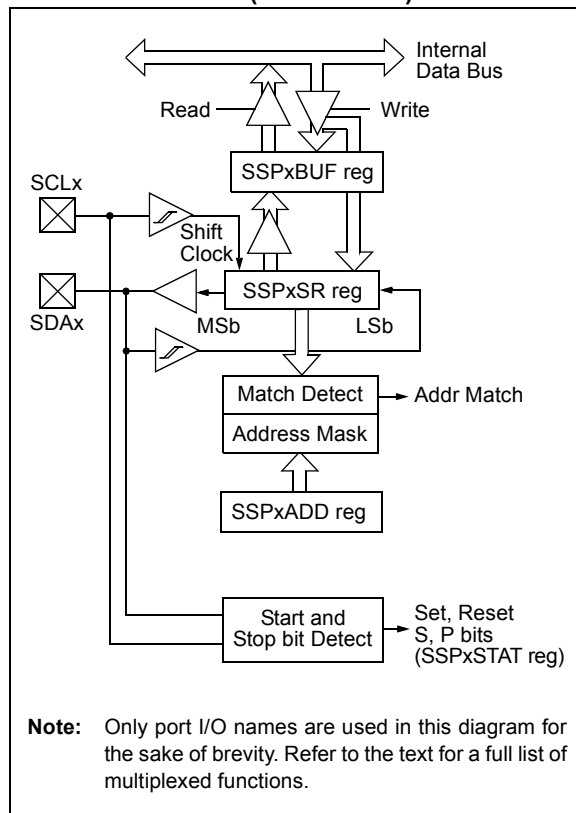 Internal
Data Bus
Read
Write
SSPxBUF reg
SCLx
Shift
Clock
SSPxSR reg
SDAx
MSb
LSb
Match Detect
Addr Match
Address Mask
SSPxADD reg
Start and
Stop bit Detect
Set, Reset
S, P bits
(SSPxSTAT reg)
Note: Only port I/O names are used in this diagram for
the sake of brevity. Refer to the text for a full list of
multiplexed functions.